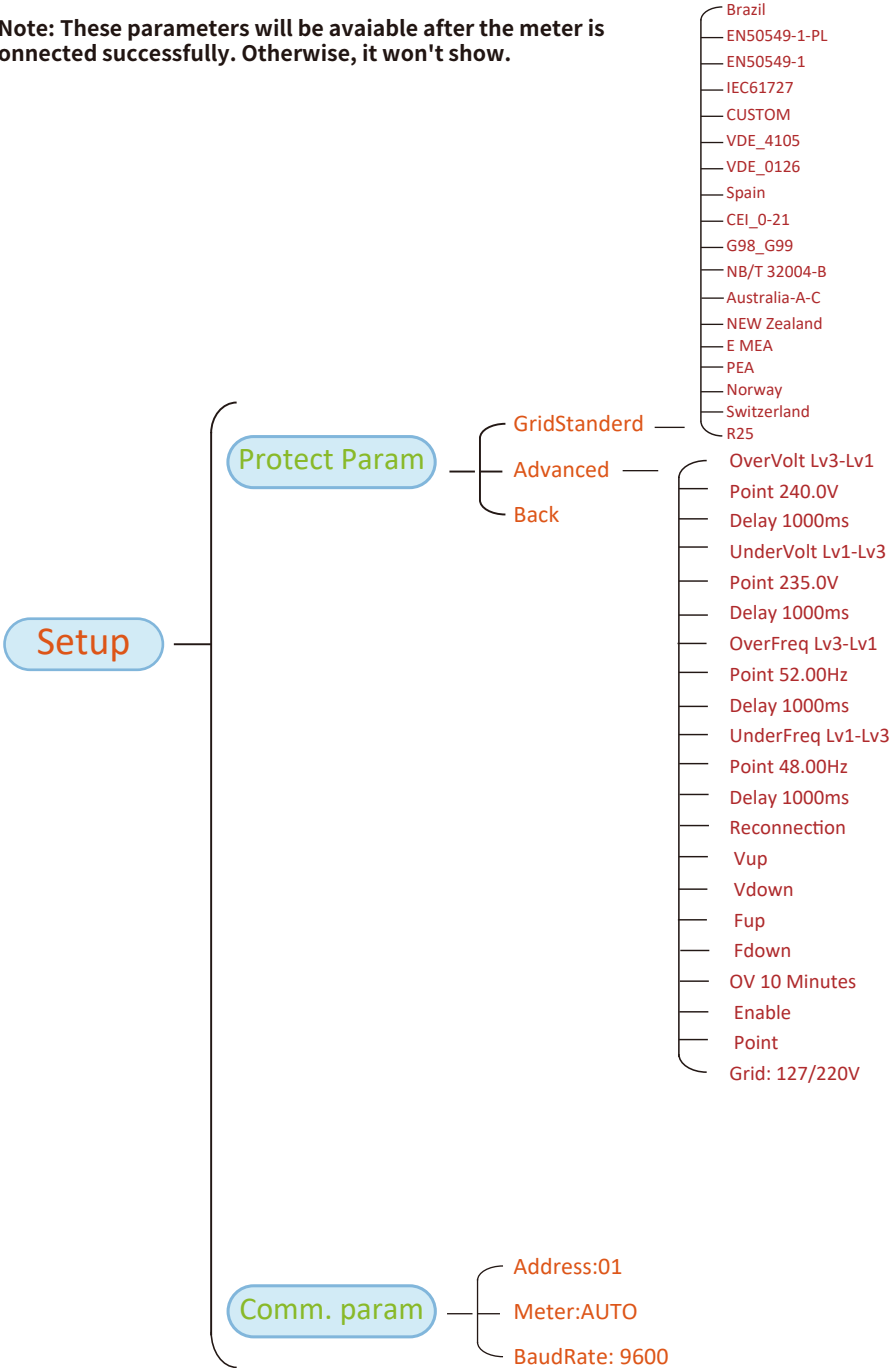 Note: These parameters will be avaiable after the meter is
onnected successfully. Otherwise, it won't show.
Brazil
EN50549-1-PL
EN50549-1
IEC61727
CUSTOM
VDE_4105
VDE_0126
Spain
CEI_0-21
G98_G99
NB/T 32004-B
Australia-A-C
NEW Zealand
E MEA
PEA
Norway
Switzerland
R25
Setup
Protect Param
GridStanderd
Advanced
Back
OverVolt Lv3-Lv1
Point 240.0V
Delay 1000ms
UnderVolt Lv1-Lv3
Point 235.0V
Delay 1000ms
OverFreq Lv3-Lv1
Point 52.00Hz
Delay 1000ms
UnderFreq Lv1-Lv3
Point 48.00Hz
Delay 1000ms
Reconnection
Vup
Vdown
Fup
Fdown
OV 10 Minutes
Enable
Point
Grid: 127/220V
Comm. param
Address:01
Meter:AUTO
BaudRate: 9600